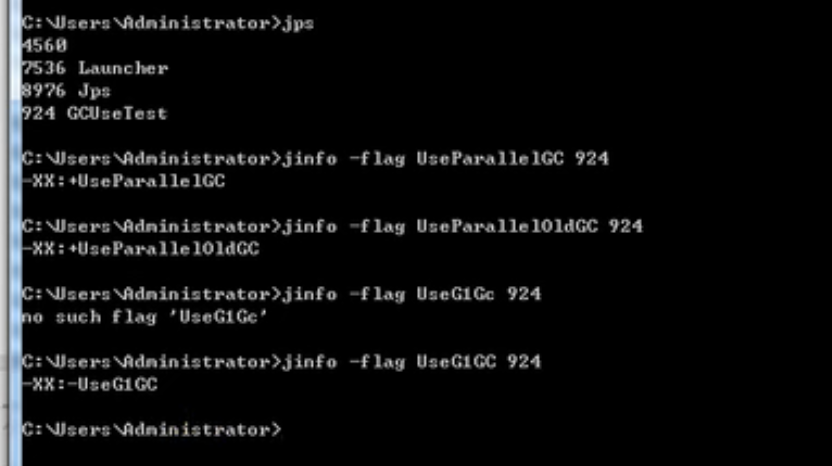 C:\Users\Administrator>jps
4560
7536 Launcher
8976 Jps
924 GCUseTest
C:\Users\Administrator>jinfo -flag UseParallelGC 924
-XX:+UseParallelGC
C:\Users\Administrator>jinfo -flag UseParallelOldGC 924
-XX:+UseParallelOldGC
C:\Users\Administrator>jinfo -flag UseG1Gc 924
no such flag 'UseG1Gc'
C:\Users\Administrator>jinfo -flag UseG1GC 924
-XX:-UseG1GC
C:\Users\Administrator>